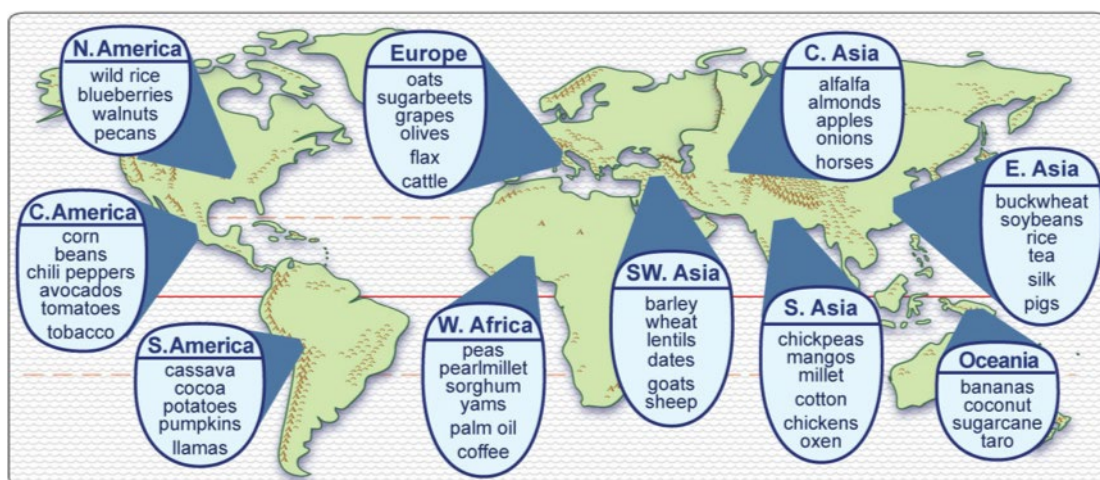 N. America
wild rice
blueberries
walnuts
pecans
Europe
oats
sugarbeets
grapes
olives
flax
cattle
C. Asia
alfalfa
almonds
apples
onions
horses
E. Asia
buckwheat
soybeans
rice
tea
silk
pigs
C.America
corn
beans
chili peppers
avocados
tomatoes
tobacco
S.America
cassava
cocoa
potatoes
pumpkins
llamas
W. Africa
peas
pearlmillet
sorghum
yams
palm oil
coffee
SW. Asia
barley
wheat
lentils
dates
goats
sheep
S. Asia
chickpeas
mangos
millet
cotton
chickens
oxen
Oceania
bananas
coconut
sugarcane
taro